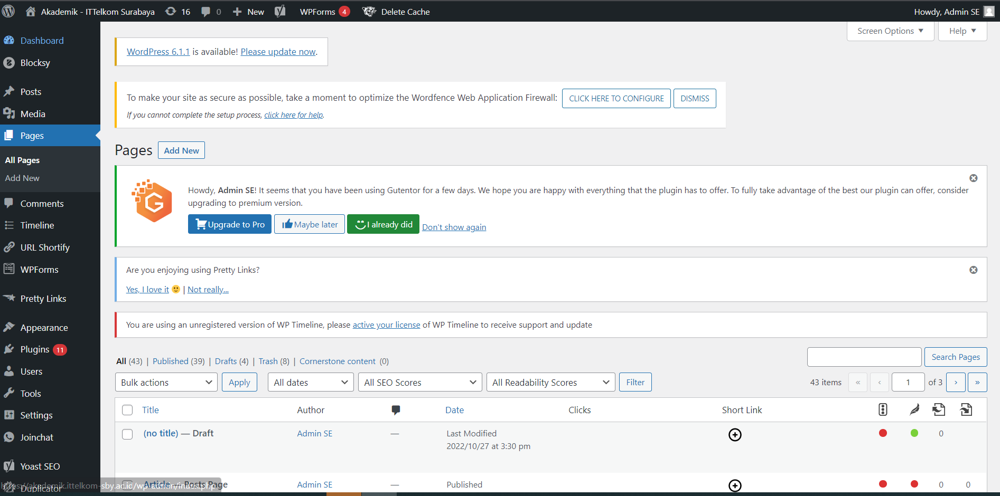 Akademik - ITTelkom Surabaya 16 0 New WPForms 4 Delete Cache Howdy, Admin SE
Screen Options Help
Dashboard
Blocksy
Posts
Media
Pages
All Pages
Add New
Comments
Timeline
URL Shortify
WPForms
Pretty Links
Appearance
Plugins 11
Users
Tools
Settings
Joinchat
Yoast SEO
Duplicator
WordPress 6.1.1 is available! Please update now.
To make your site as secure as possible, take a moment to optimize the Wordfence Web Application Firewall: CLICK HERE TO CONFIGURE DISMISS
If you cannot complete the setup process, click here for help.
Pages Add New
Howdy, Admin SE! It seems that you have been using Gutentor for a few days. We hope you are happy with everything that the plugin has to offer. To fully take advantage of the best our plugin can offer, consider
upgrading to premium version.
Upgrade to Pro Maybe later I already did Don't show again
Are you enjoying using Pretty Links?
Yes, I love it 🙂 | Not really...
You are using an unregistered version of WP Timeline, please active your license of WP Timeline to receive support and update
All (43) | Published (39) | Drafts (4) | Trash (8) | Cornerstone content (0)
Search Pages
Bulk actions Apply All dates All SEO Scores All Readability Scores Filter 43 items « ‹ 1 of 3 › »
Title Author Date Clicks Short Link
(no title) — Draft Admin SE — Last Modified 0
2022/10/27 at 3:30 pm
Article — Posts Page Admin SE — Published 0 0
https://akademik.ittelkom-sby.ac.id/wp-admin/index.php